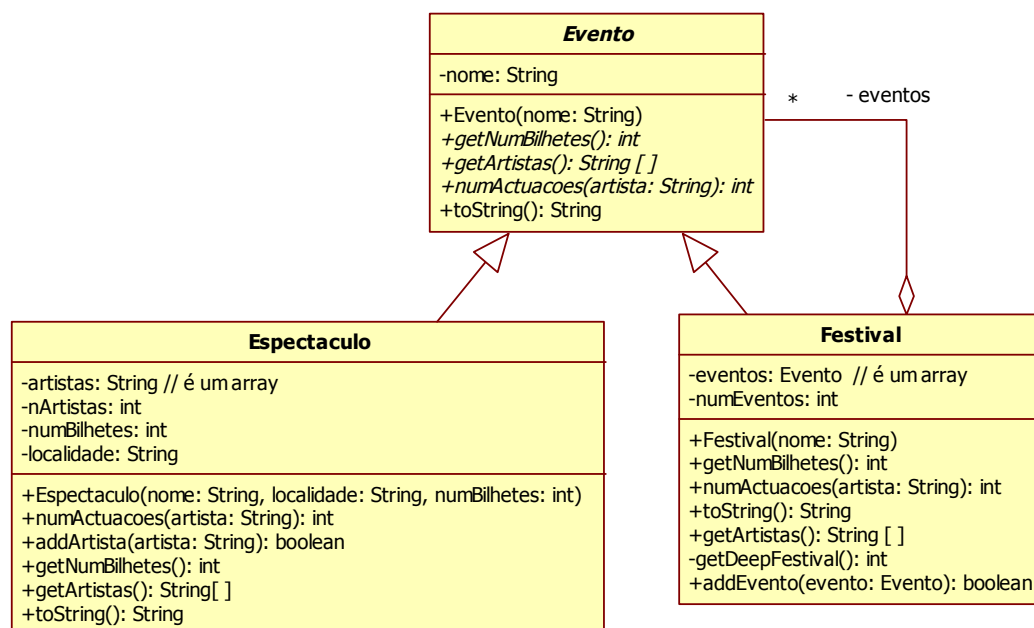 Evento
-nome: String
+Evento(nome: String)
+getNumBilhetes(): int
+getArtistas(): String [ ]
+numActuacoes(artista: String): int
+toString(): String
*
- eventos
Espectaculo
-artistas: String // é um array
-nArtistas: int
-numBilhetes: int
-localidade: String
+Espectaculo(nome: String, localidade: String, numBilhetes: int)
+numActuacoes(artista: String): int
+addArtista(artista: String): boolean
+getNumBilhetes(): int
+getArtistas(): String[ ]
+toString(): String
Festival
-eventos: Evento // é um array
-numEventos: int
+Festival(nome: String)
+getNumBilhetes(): int
+numActuacoes(artista: String): int
+toString(): String
+getArtistas(): String [ ]
-getDeepFestival(): int
+addEvento(evento: Evento): boolean